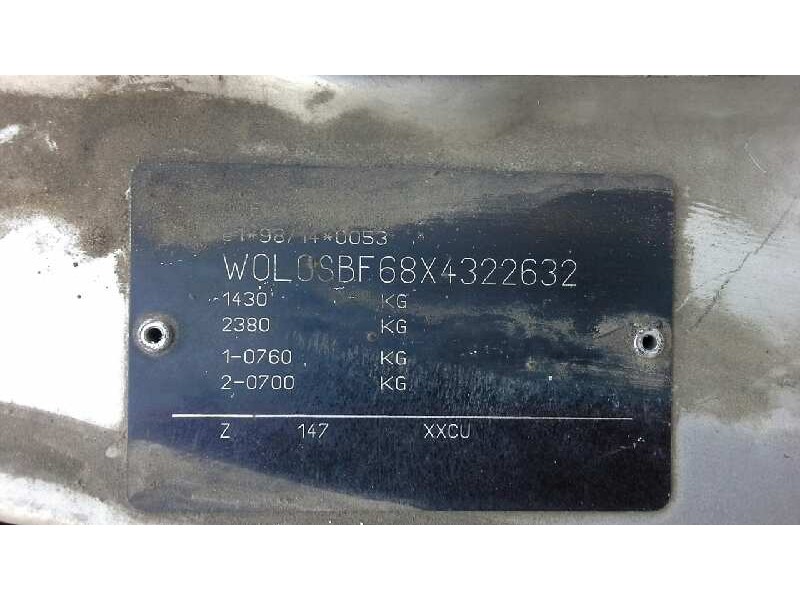 e1*98/14*0053 *
W0L0SBF68X4322632
1430 KG
2380 KG
1-0760 KG
2-0700 KG
Z 147 XXCU